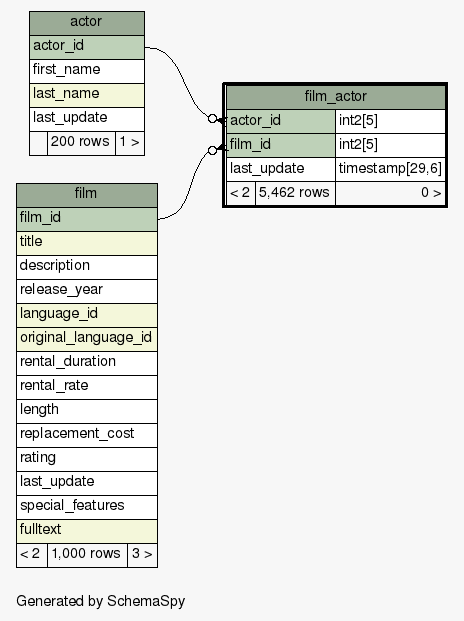 actor
actor_id
first_name
last_name
last_update
200 rows 1 >
film_actor
actor_id int2[5]
film_id int2[5]
last_update timestamp[29,6]
< 2 5,462 rows 0 >
film
film_id
title
description
release_year
language_id
original_language_id
rental_duration
rental_rate
length
replacement_cost
rating
last_update
special_features
fulltext
< 2 1,000 rows 3 >
Generated by SchemaSpy